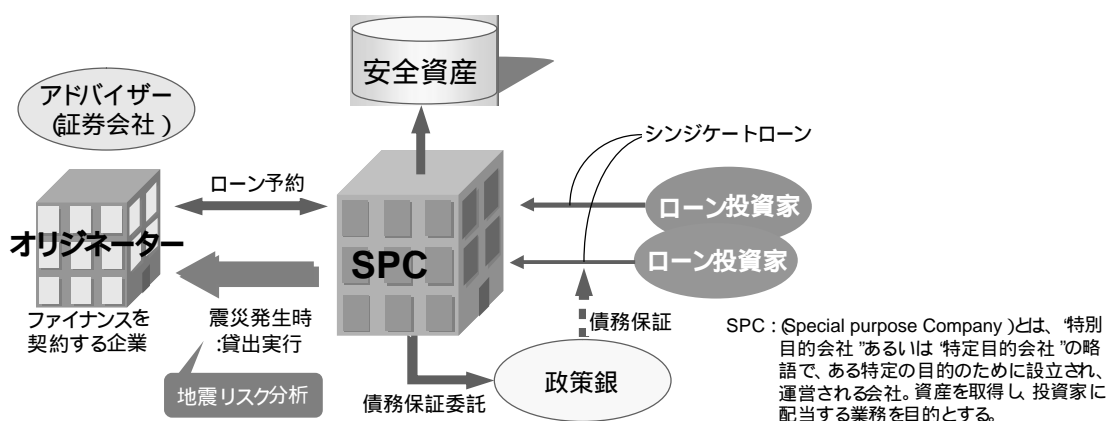 安全資産
アドバイザー
(証券会社)
シンジケートローン
ローン予約
ローン投資家
オリジネーター
SPC
ローン投資家
ファイナンスを
契約する企業
震災発生時
:貸出実行
債務保証
地震リスク分析
債務保証委託
政策銀
SPC:(Special purpose Company)とは、“特別
目的会社”あるいは“特定目的会社”の略
語で、ある特定の目的のために設立され、
運営される会社。資産を取得し、投資家に
配当する業務を目的とする。